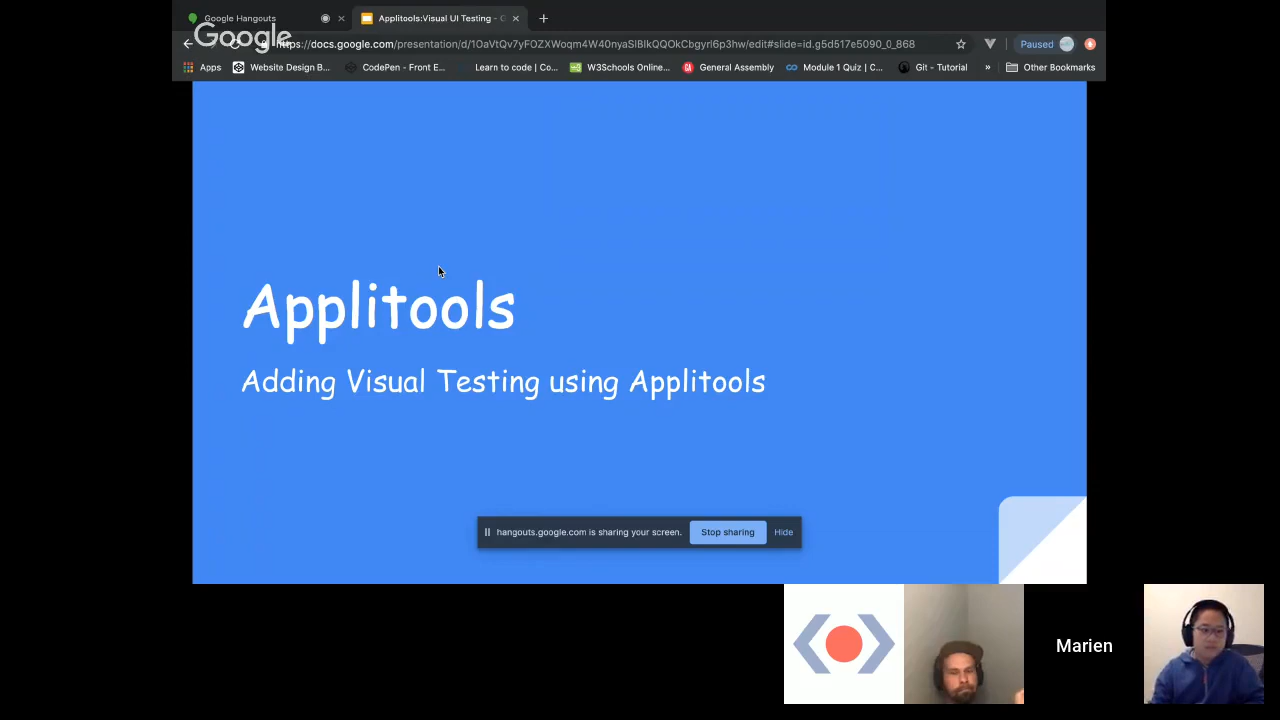 Google Hangouts
Applitools:Visual UI Testing - G
Google
https://docs.google.com/presentation/d/1OaVtQv7yFOZXWoqm4W40nyaSlBlkQQOkCbgyrl6p3hw/edit#slide=id.g5d517e5090_0_868
Paused
Apps
Website Design B...
CodePen - Front E...
Learn to code | Co...
W3Schools Online...
GA
General Assembly
Module 1 Quiz | C...
Git - Tutorial
»
Other Bookmarks
Applitools
Adding Visual Testing using Applitools
hangouts.google.com is sharing your screen.
Stop sharing
Hide
Marien